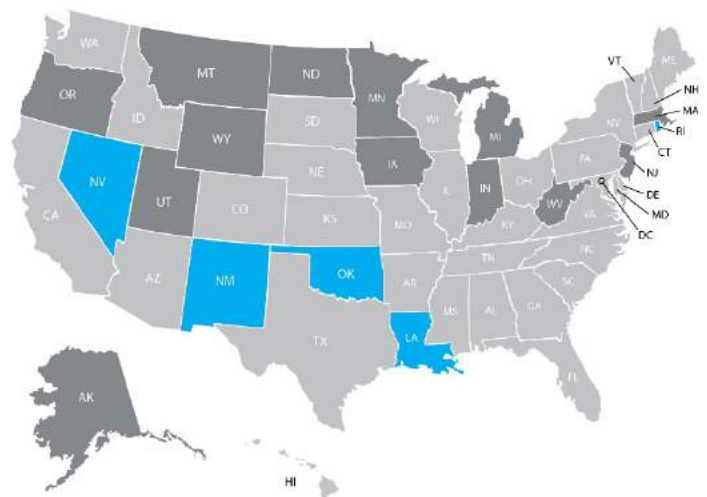 WA
MT
ND
MN
VT
ME
NH
OR
ID
WY
SD
WI
MI
NY
MA
RI
CT
NV
UT
NE
IA
IL
IN
OH
PA
NJ
DE
MD
DC
CA
CO
KS
MO
KY
WV
VA
AZ
NM
OK
AR
TN
NC
SC
TX
LA
MS
AL
GA
FL
AK
HI